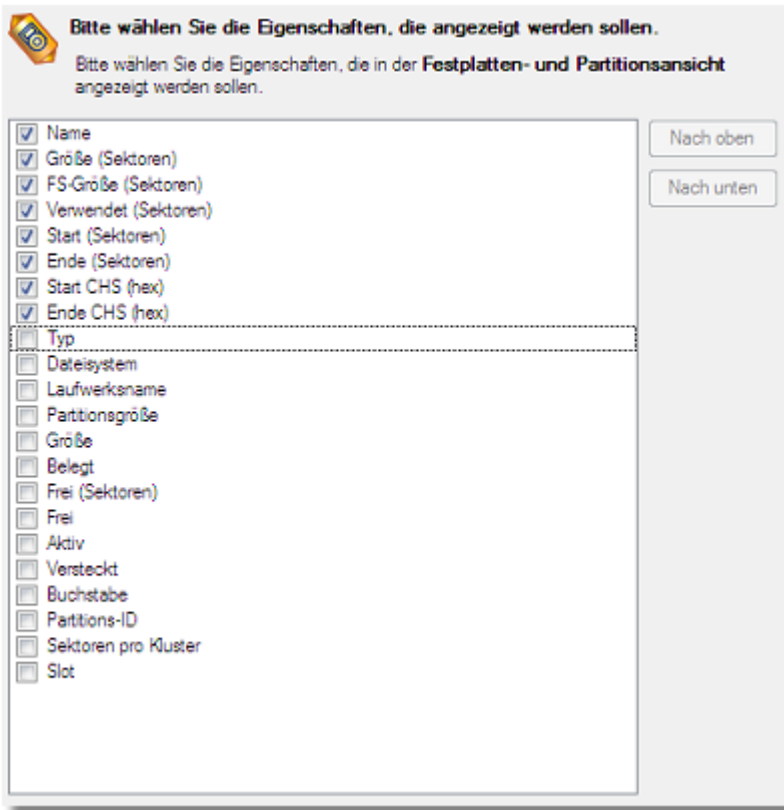 Bitte wählen Sie die Eigenschaften, die angezeigt werden sollen.
Bitte wählen Sie die Eigenschaften, die in der Festplatten- und Partitionsansicht
angezeigt werden sollen.
Name
Größe (Sektoren)
FS-Größe (Sektoren)
Verwendet (Sektoren)
Start (Sektoren)
Ende (Sektoren)
Start CHS (hex)
Ende CHS (hex)
Typ
Dateisystem
Laufwerksname
Partitionsgröße
Größe
Belegt
Frei (Sektoren)
Frei
Aktiv
Versteckt
Buchstabe
Partitions-ID
Sektoren pro Kluster
Slot
Nach oben
Nach unten